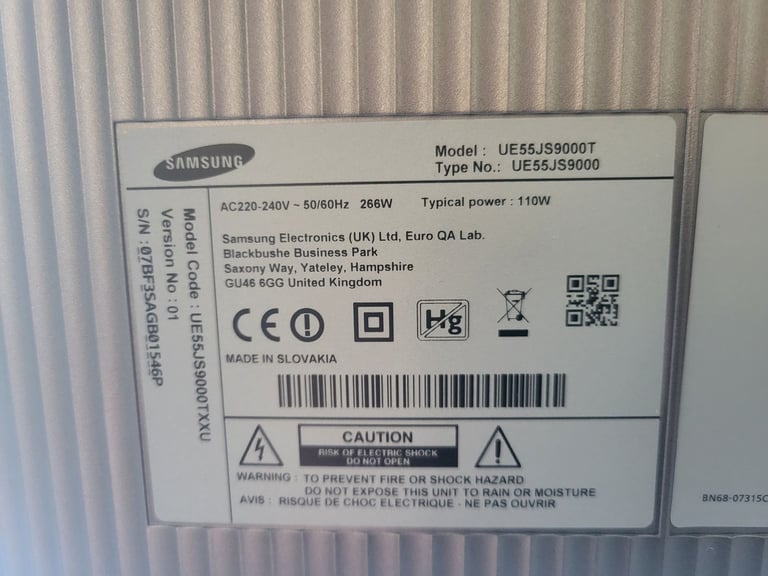 SAMSUNG
Model : UE55JS9000T
Type No.: UE55JS9000
AC220-240V ~ 50/60Hz 266W Typical power : 110W
Samsung Electronics (UK) Ltd, Euro QA Lab.
Blackbushe Business Park
Saxony Way, Yateley, Hampshire
GU46 6GG United Kingdom
CE
Hg
MADE IN SLOVAKIA
Model Code : UE55JS9000TXXU
Version No : 01
S/N : 07BF3SAGB01546P
CAUTION
RISK OF ELECTRIC SHOCK
DO NOT OPEN
WARNING : TO PREVENT FIRE OR SHOCK HAZARD
DO NOT EXPOSE THIS UNIT TO RAIN OR MOISTURE
AVIS : RISQUE DE CHOC ELECTRIQUE - NE PAS OUVRIR
BN68-07315C